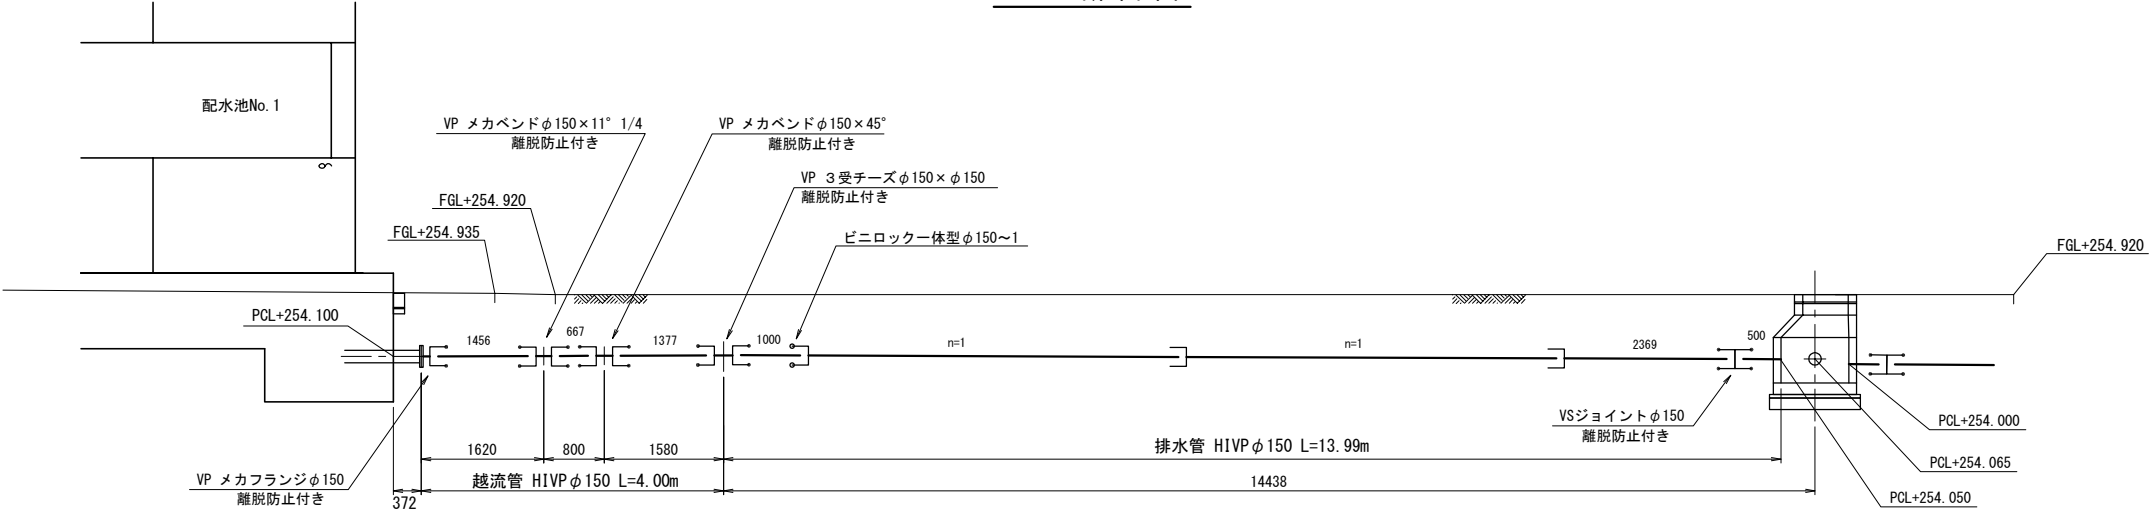 配水池No.1
VP メカベンドφ150×11° 1/4
離脱防止付き
VP メカベンドφ150×45°
離脱防止付き
VP 3受チーズφ150×φ150
離脱防止付き
FGL+254.920
FGL+254.935
ビニロック一体型φ150～1
FGL+254.920
PCL+254.100
1456
667
1377
1000
n=1
n=1
2369
500
VSジョイントφ150
離脱防止付き
PCL+254.000
1620
800
1580
排水管 HIVPφ150 L=13.99m
PCL+254.065
VP メカフランジφ150
離脱防止付き
越流管 HIVPφ150 L=4.00m
14438
372
PCL+254.050